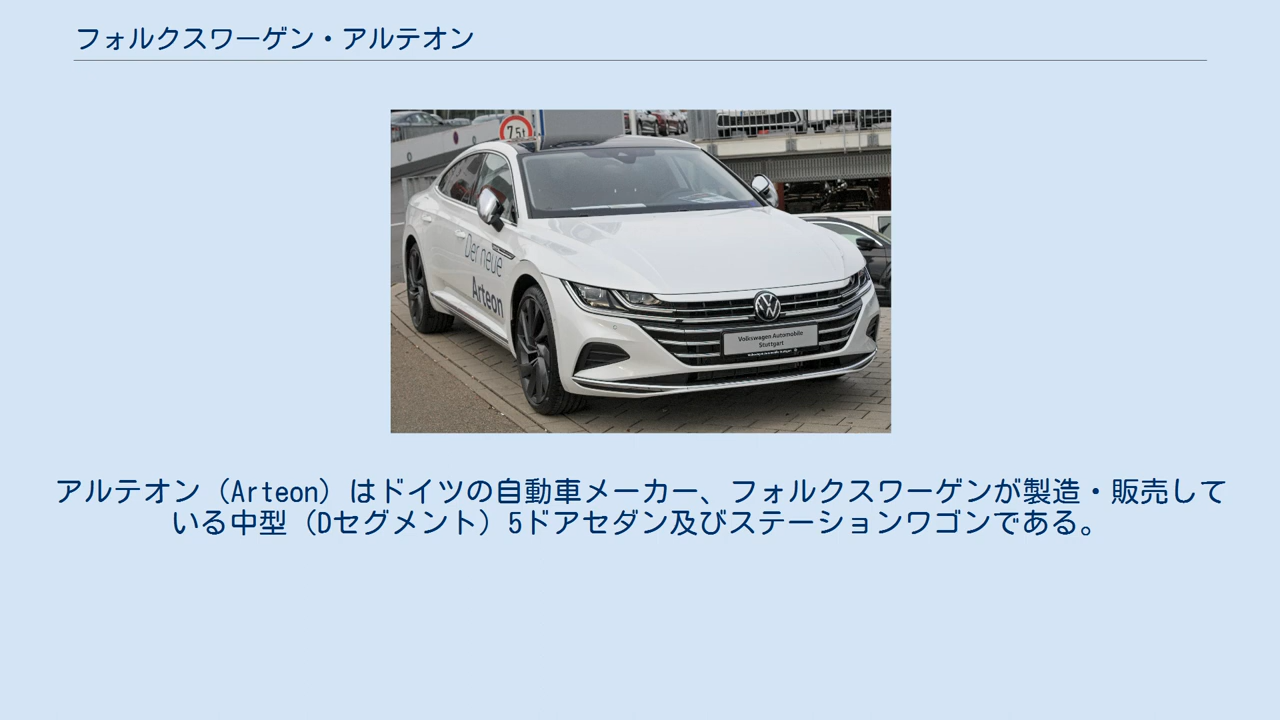 フォルクスワーゲン・アルテオン
7.5t
Der neue
Arteon
Volkswagen Automobile
Stuttgart
アルテオン（Arteon）はドイツの自動車メーカー、フォルクスワーゲンが製造・販売して
いる中型（Dセグメント）5ドアセダン及びステーションワゴンである。